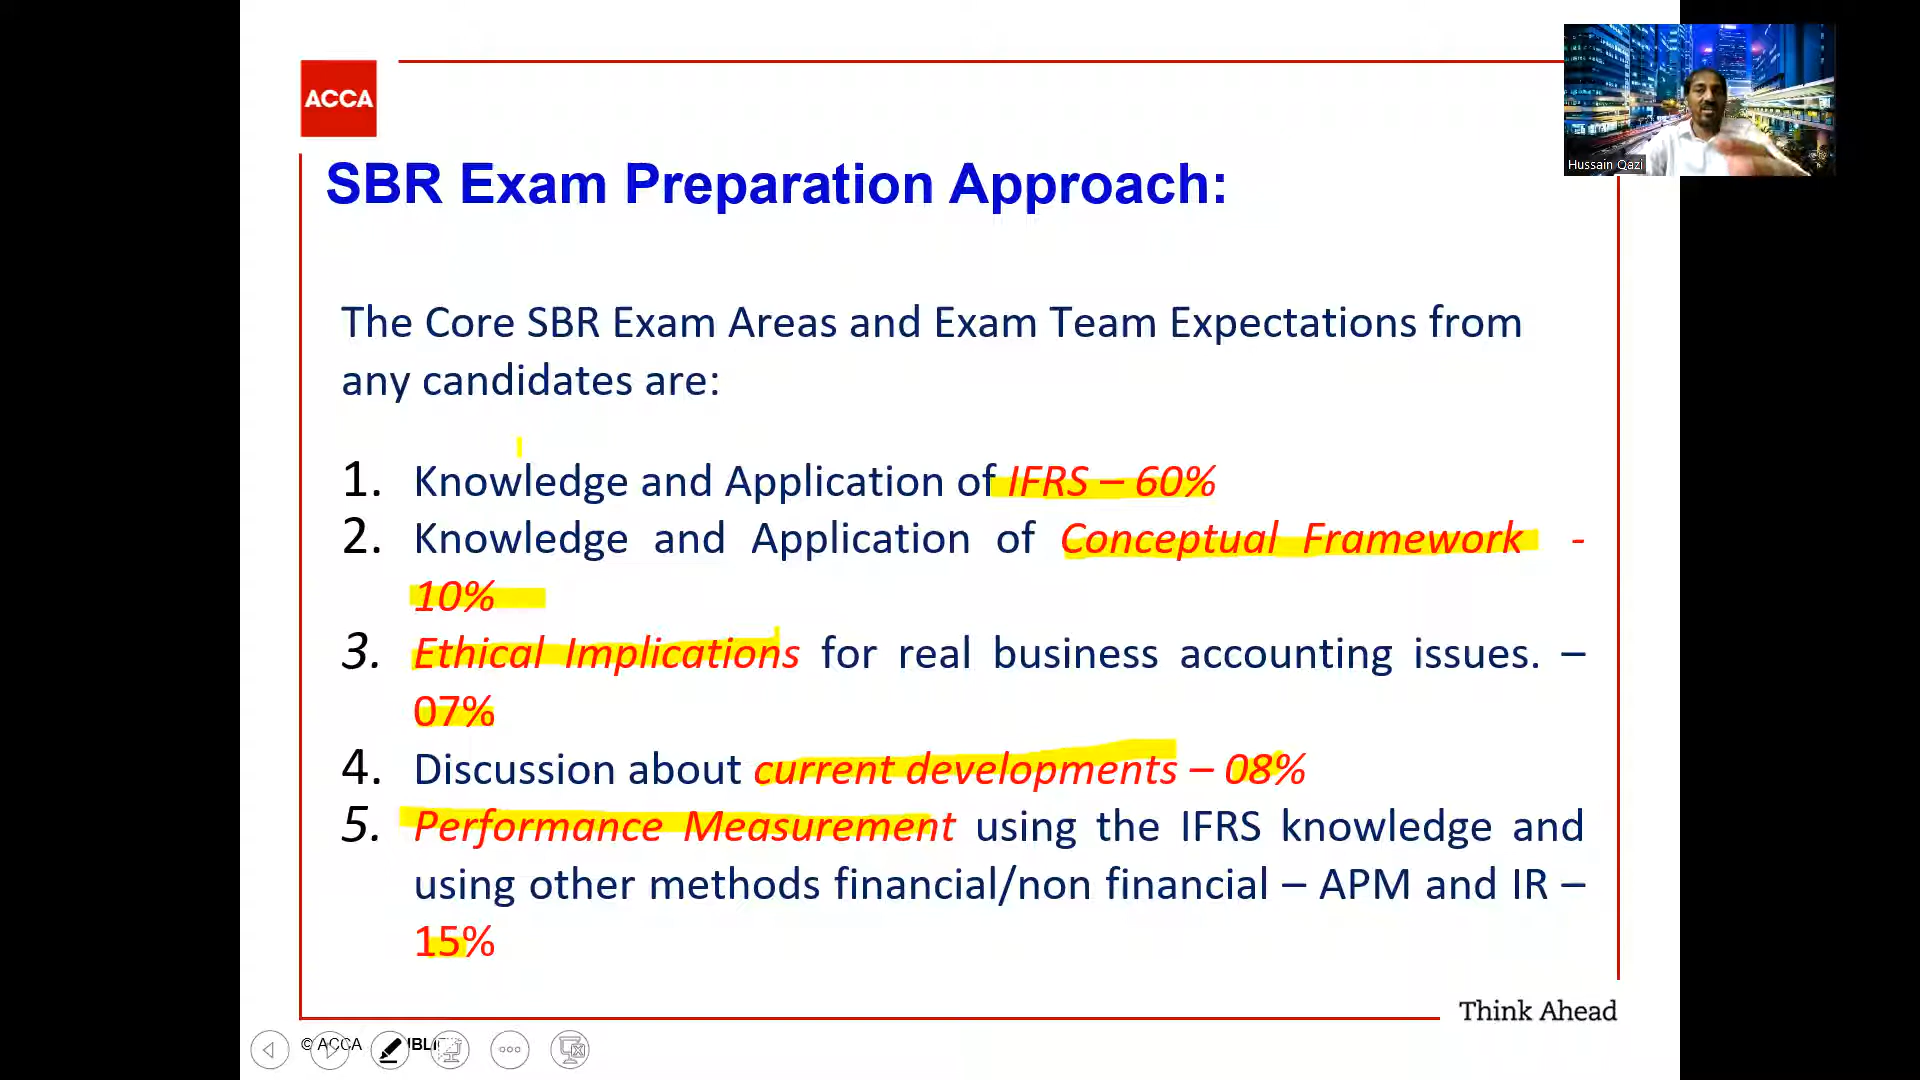 ACCA
Hussain Qazi
SBR Exam Preparation Approach:
The Core SBR Exam Areas and Exam Team Expectations from
any candidates are:
1. Knowledge and Application of IFRS – 60%
2. Knowledge and Application of Conceptual Framework -
10%
3. Ethical Implications for real business accounting issues. –
07%
4. Discussion about current developments – 08%
5. Performance Measurement using the IFRS knowledge and
using other methods financial/non financial – APM and IR –
15%
Think Ahead
© ACCA